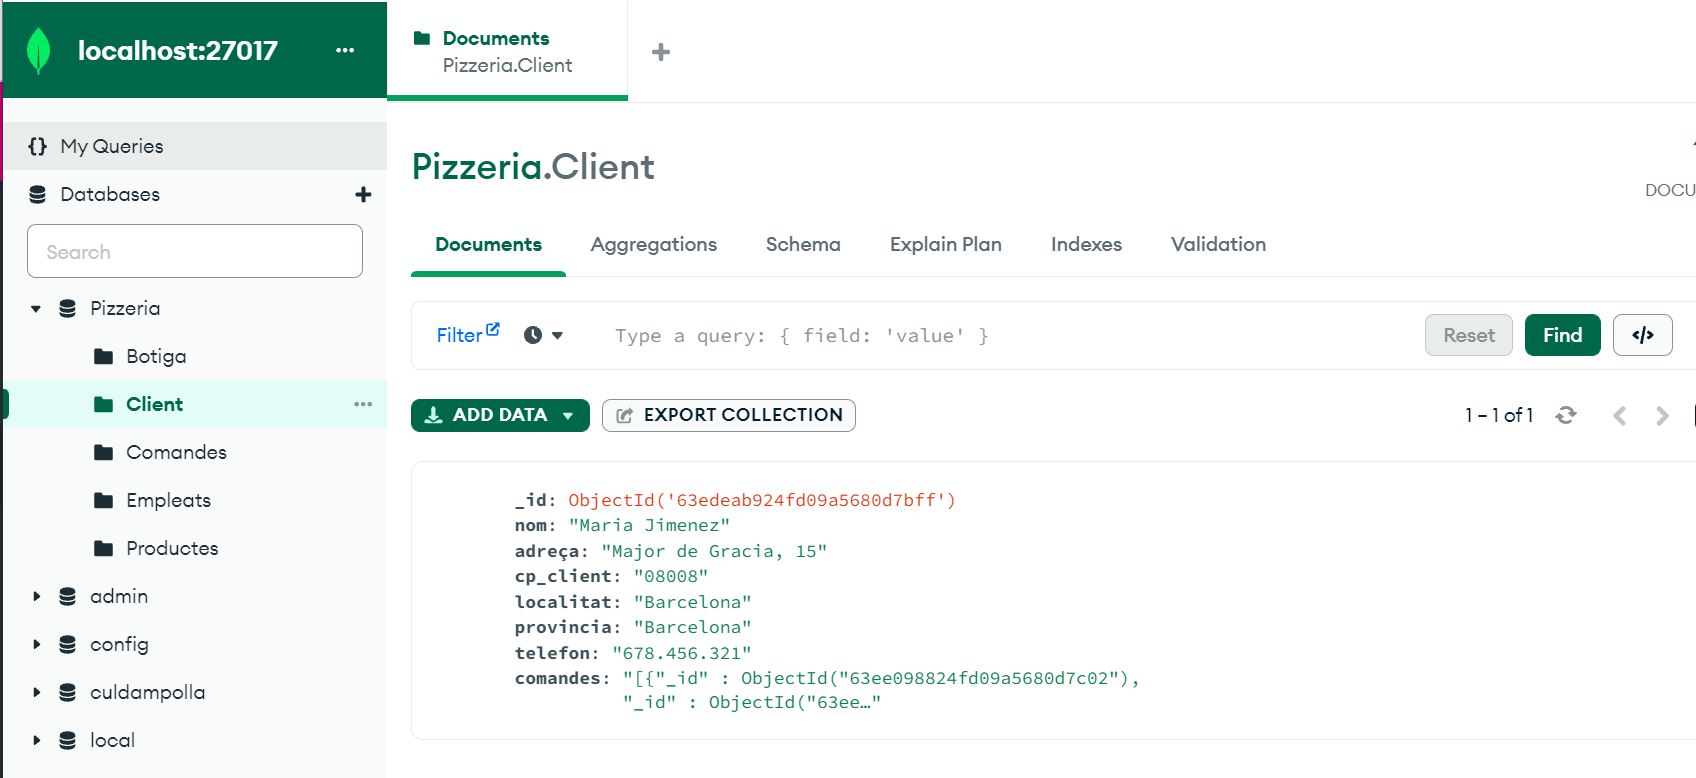 localhost:27017
My Queries
Databases
Search
Pizzeria
Botiga
Client
Comandes
Empleats
Productes
admin
config
culdampolla
local
Documents
Pizzeria.Client
Pizzeria.Client
DOCU
Documents Aggregations Schema Explain Plan Indexes Validation
Filter Type a query: { field: 'value' } Reset Find </>
ADD DATA EXPORT COLLECTION 1 – 1 of 1
_id: ObjectId('63edeab924fd09a5680d7bff')
nom: "Maria Jimenez"
adreça: "Major de Gracia, 15"
cp_client: "08008"
localitat: "Barcelona"
provincia: "Barcelona"
telefon: "678.456.321"
comandes: "[{"_id" : ObjectId("63ee098824fd09a5680d7c02"),
"_id" : ObjectId("63ee…"